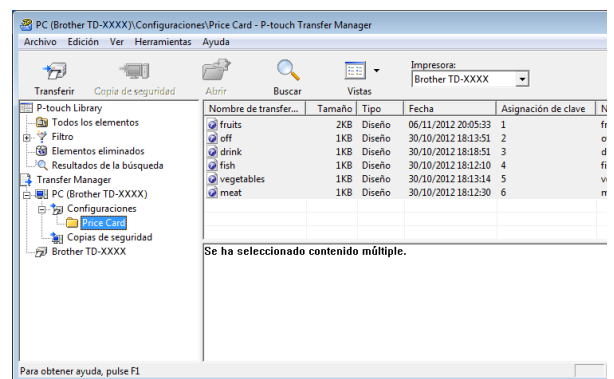 PC (Brother TD-XXXX)\Configuraciones\Price Card - P-touch Transfer Manager
Archivo Edición Ver Herramientas Ayuda
Impresora:
Brother TD-XXXX
Transferir Copia de seguridad Abrir Buscar Vistas
P-touch Library
Todos los elementos
Filtro
Elementos eliminados
Resultados de la búsqueda
Transfer Manager
PC (Brother TD-XXXX)
Configuraciones
Price Card
Copias de seguridad
Brother TD-XXXX
Nombre de transfer... Tamaño Tipo Fecha Asignación de clave N
fruits 2KB Diseño 06/11/2012 20:05:33 1 fr
off 1KB Diseño 30/10/2012 18:13:51 2 o
drink 1KB Diseño 30/10/2012 18:18:51 3 d
fish 1KB Diseño 30/10/2012 18:12:10 4 fi
vegetables 1KB Diseño 30/10/2012 18:13:14 5 v
meat 1KB Diseño 30/10/2012 18:12:30 6 m
Se ha seleccionado contenido múltiple.
Para obtener ayuda, pulse F1